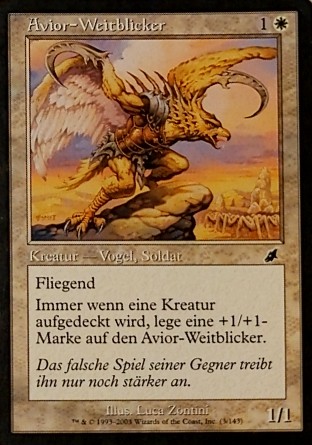 Avior-Weitblicker 1
Kreatur — Vogel, Soldat
Fliegend
Immer wenn eine Kreatur
aufgedeckt wird, lege eine +1/+1-
Marke auf den Avior-Weitblicker.
Das falsche Spiel seiner Gegner treibt
ihn nur noch stärker an.
Illus. Luca Zontini
™ & © 1993-2003 Wizards of the Coast, Inc. (5/143)
1/1